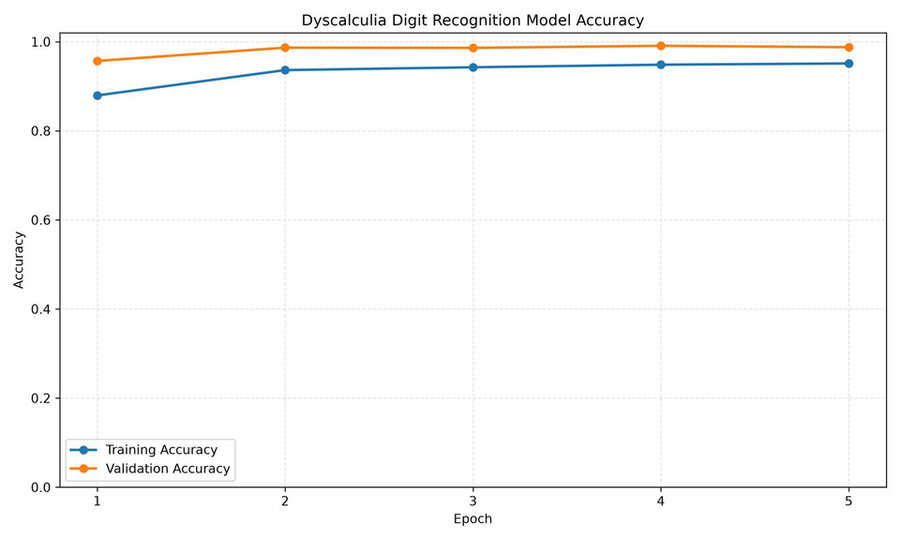 Dyscalculia Digit Recognition Model Accuracy
1.0
0.8
0.6
0.4
0.2
0.0
Accuracy
Training Accuracy
Validation Accuracy
1 2 3 4 5
Epoch